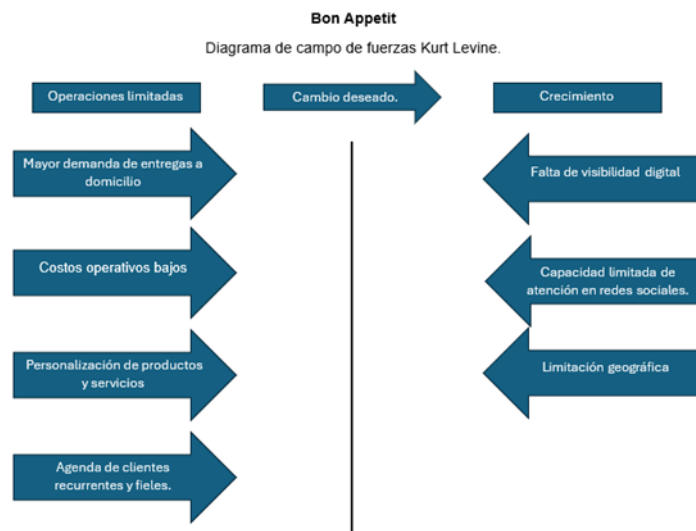 Bon Appetit
Diagrama de campo de fuerzas Kurt Levine.
Operaciones limitadas
Cambio deseado.
Crecimiento
Mayor demanda de entregas a
domicilio
Falta de visibilidad digital
Costos operativos bajos
Capacidad limitada de
atención en redes sociales.
Personalización de productos
y servicios
Limitación geográfica
Agenda de clientes
recurrentes y fieles.